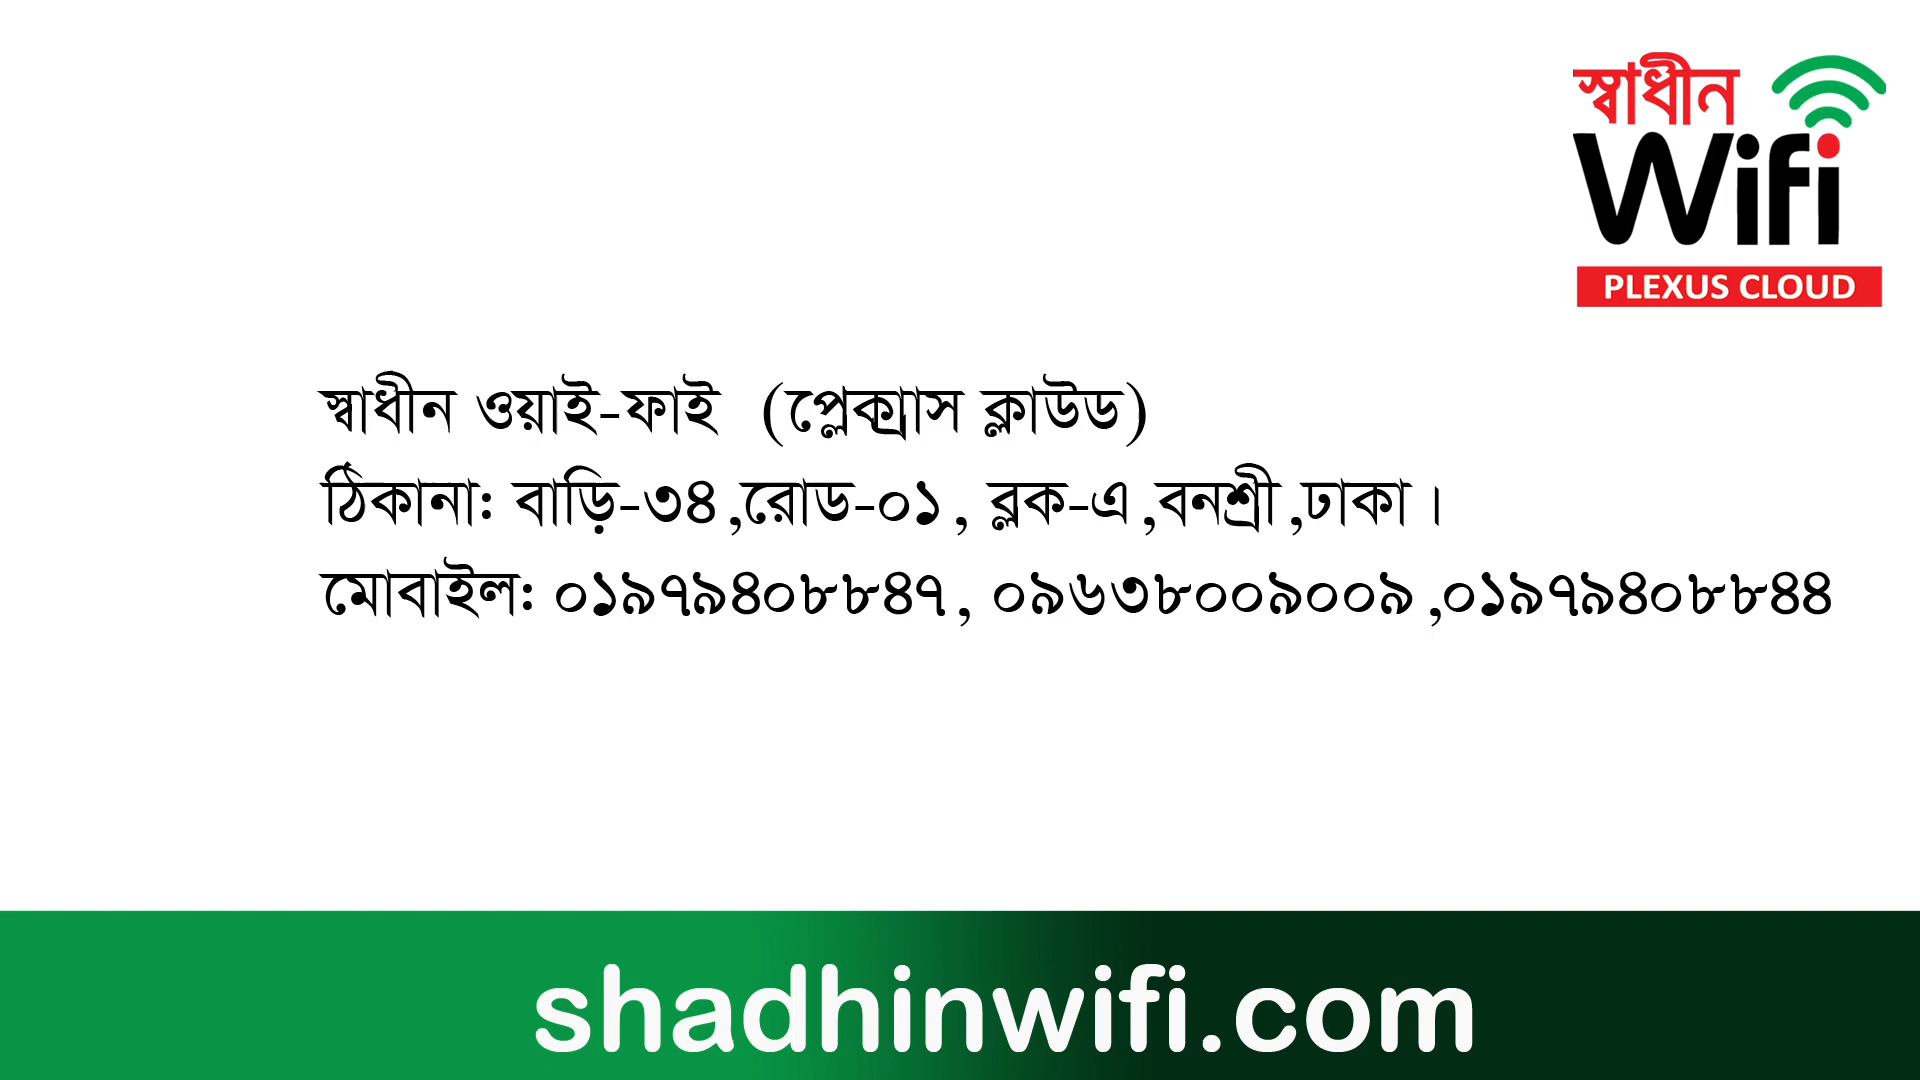 স্বাধীন
Wifi
PLEXUS CLOUD
স্বাধীন ওয়াই-ফাই (প্লেক্স্যাস ক্লাউড)
ঠিকানাঃ বাড়ি-৩৪,রোড-০১, ব্লক-এ,বনশ্রী,ঢাকা।
মোবাইলঃ ০১৯৭৯৪০৮৮৪৭, ০৯৬৩৮০০৯০০৯,০১৯৭৯৪০৮৮৪৪
shadhinwifi.com